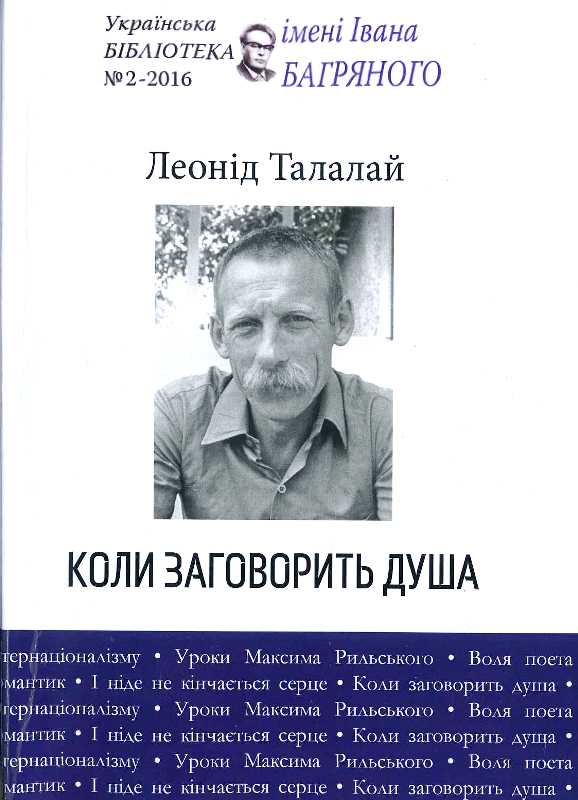 Українська
БІБЛІОТЕКА
№2-2016
імені Івана
БАГРЯНОГО
Леонід Талалай
КОЛИ ЗАГОВОРИТЬ ДУША
тернаціоналізму • Уроки Максима Рильського • Воля поета
мантик • І ніде не кінчається серце • Коли заговорить душа •
тернаціоналізму • Уроки Максима Рильського • Воля поета
мантик • І ніде не кінчається серце • Коли заговорить душа •
тернаціоналізму • Уроки Максима Рильського • Воля поета
мантик • І ніде не кінчається серце • Коли заговорить душа •